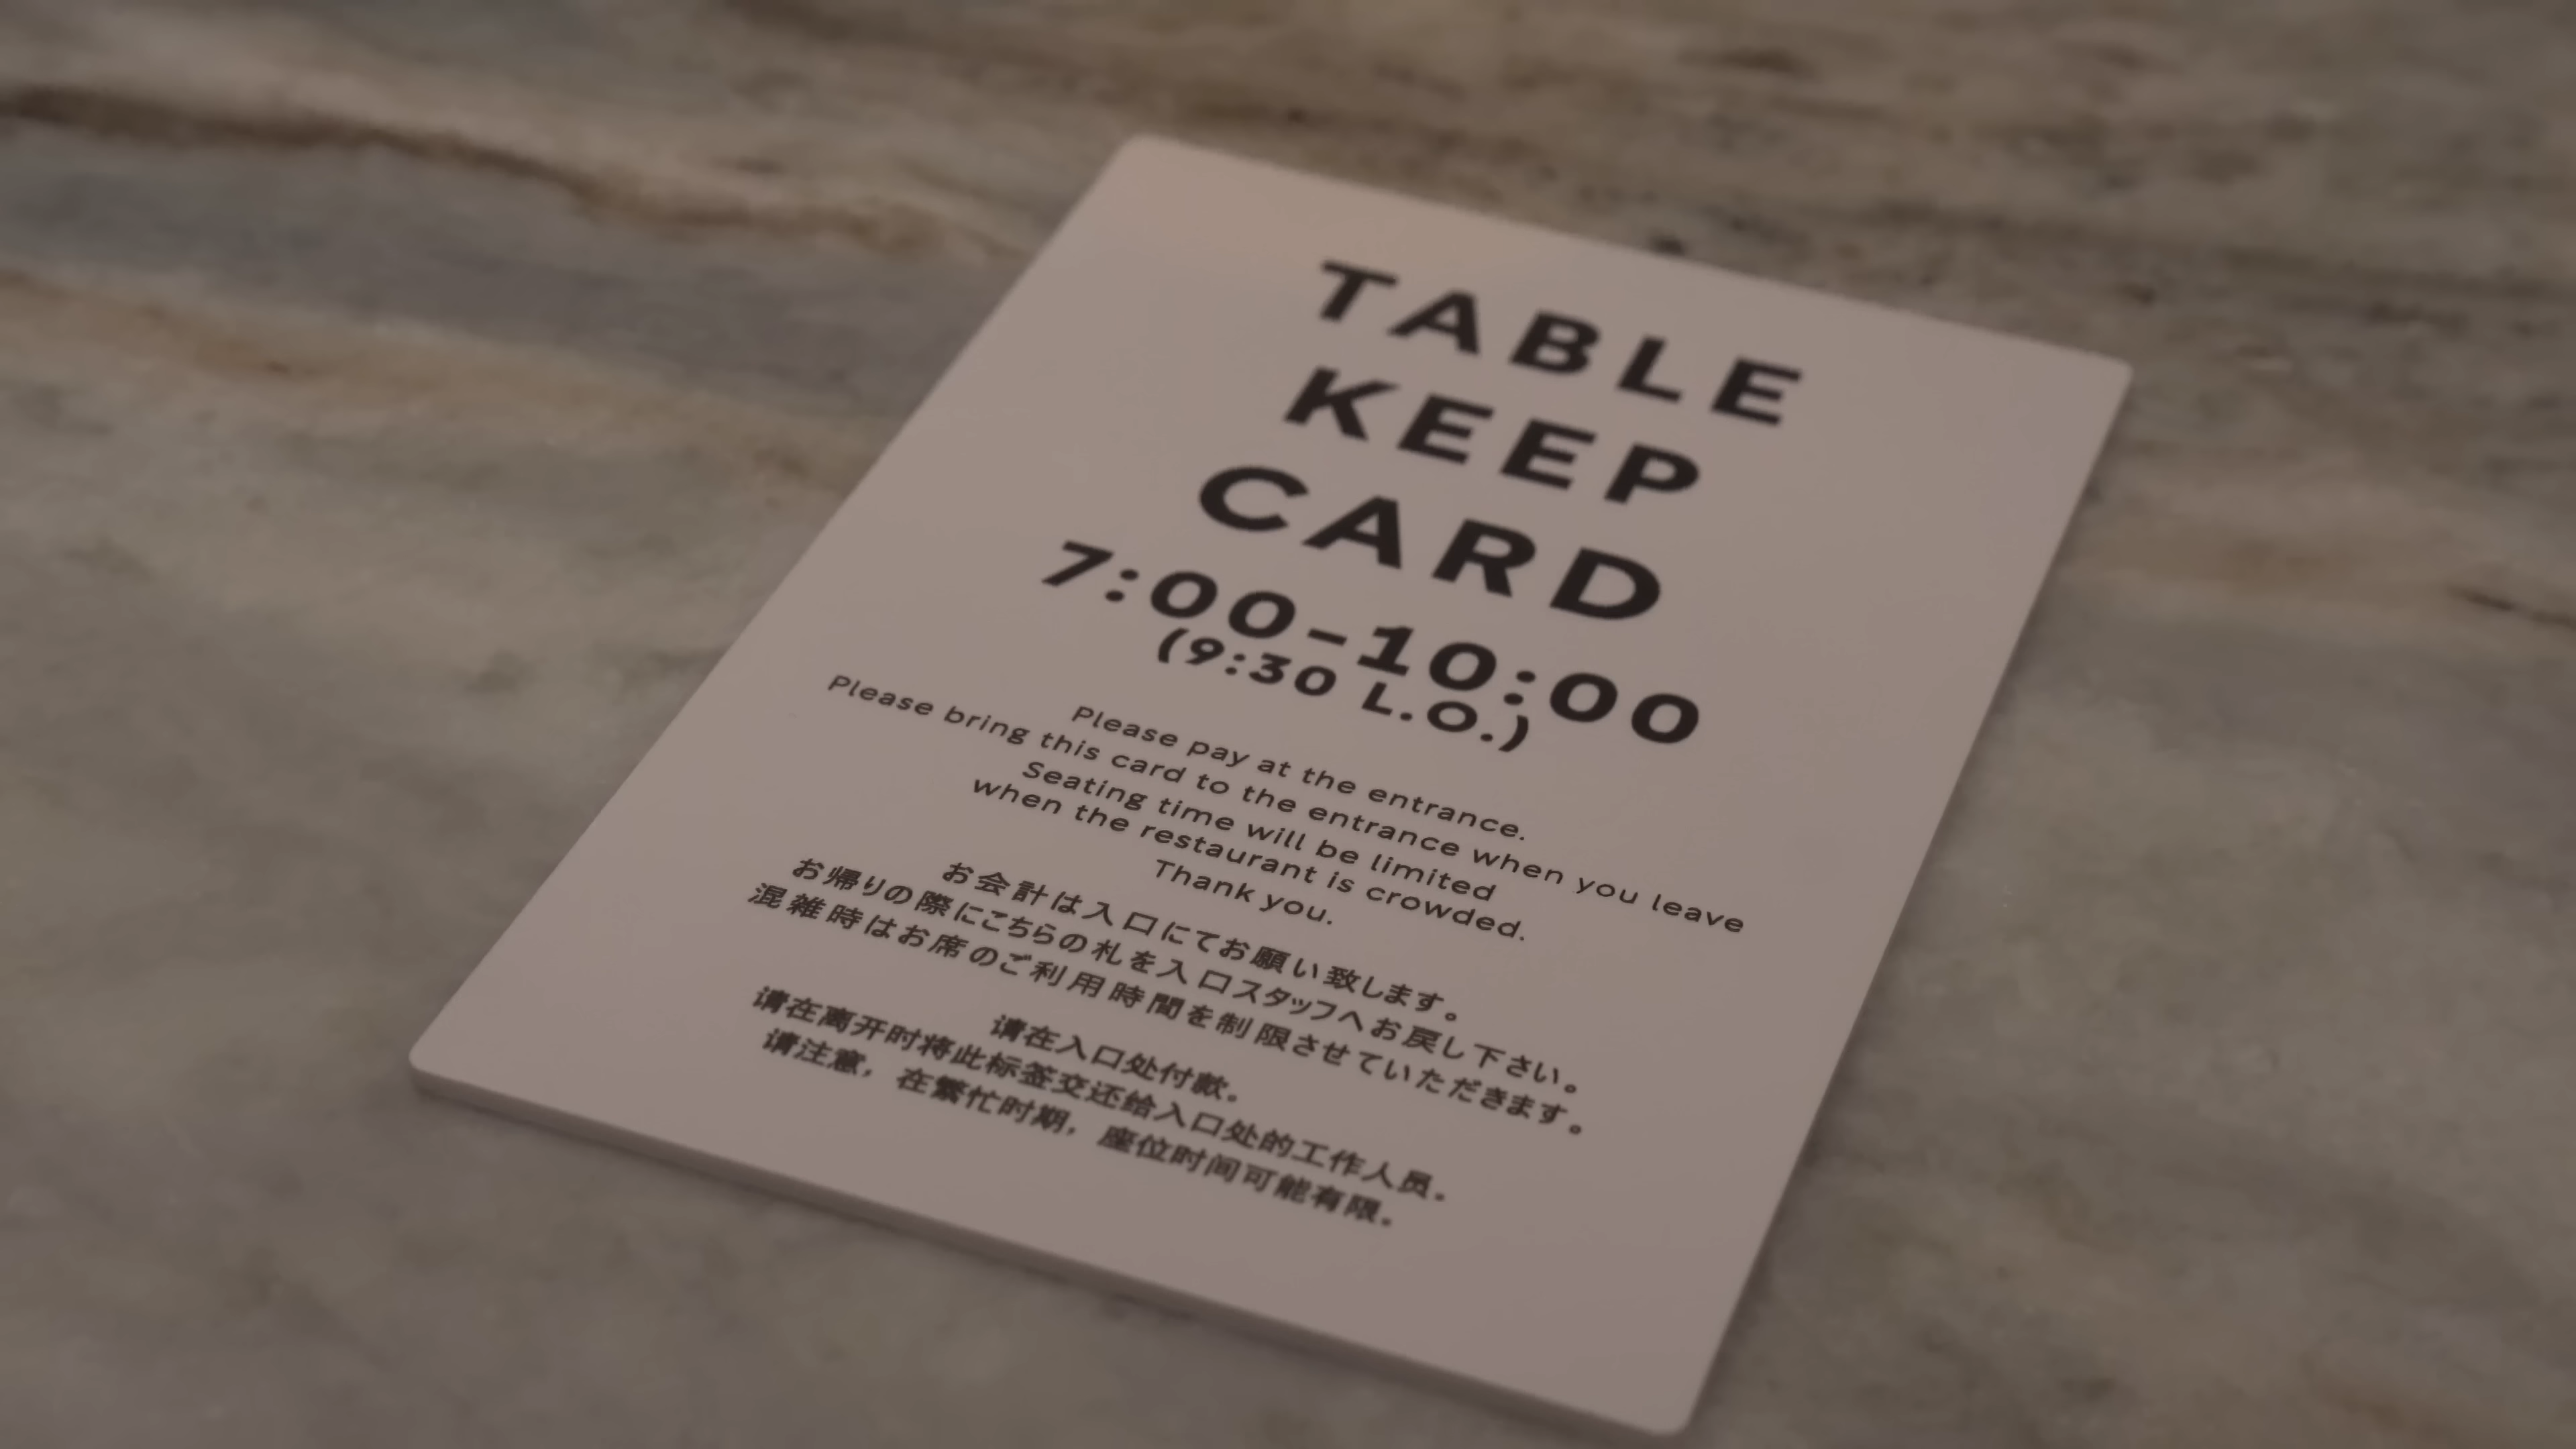 TABLE
KEEP
CARD
7:00-10:00
(9:30 L.O.)
Please pay at the entrance.
Please bring this card to the entrance when you leave
Seating time will be limited
when the restaurant is crowded.
Thank you.
お会計は入口にてお願い致します。
お帰りの際にこちらの札を入口スタッフへお戻し下さい。
混雑時はお席のご利用時間を制限させていただきます。
请在入口处付款。
请在离开时将此标签交还给入口处的工作人员。
请注意，在繁忙时期，座位时间可能有限。